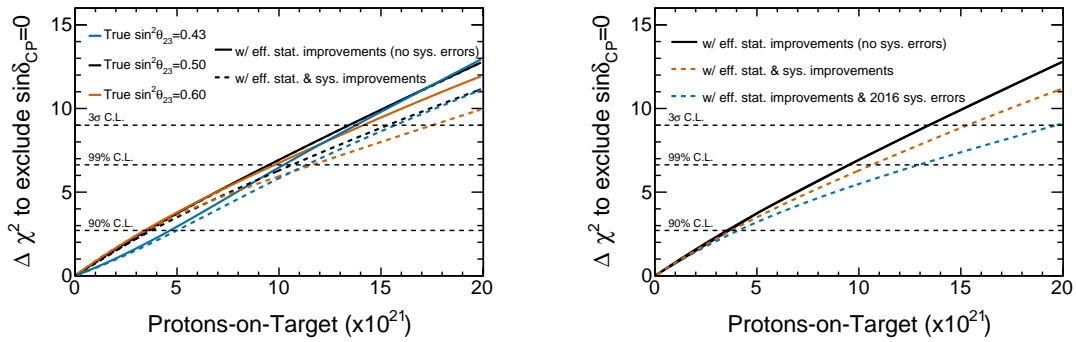 Δ χ² to exclude sinδ_CP=0
15
10
5
0
True sin²θ₂₃=0.43
True sin²θ₂₃=0.50
True sin²θ₂₃=0.60
w/ eff. stat. improvements (no sys. errors)
w/ eff. stat. & sys. improvements
3σ C.L.
99% C.L.
90% C.L.
0 5 10 15 20
Protons-on-Target (x10²¹)
Δ χ² to exclude sinδ_CP=0
15
10
5
0
w/ eff. stat. improvements (no sys. errors)
w/ eff. stat. & sys. improvements
w/ eff. stat. improvements & 2016 sys. errors
3σ C.L.
99% C.L.
90% C.L.
0 5 10 15 20
Protons-on-Target (x10²¹)